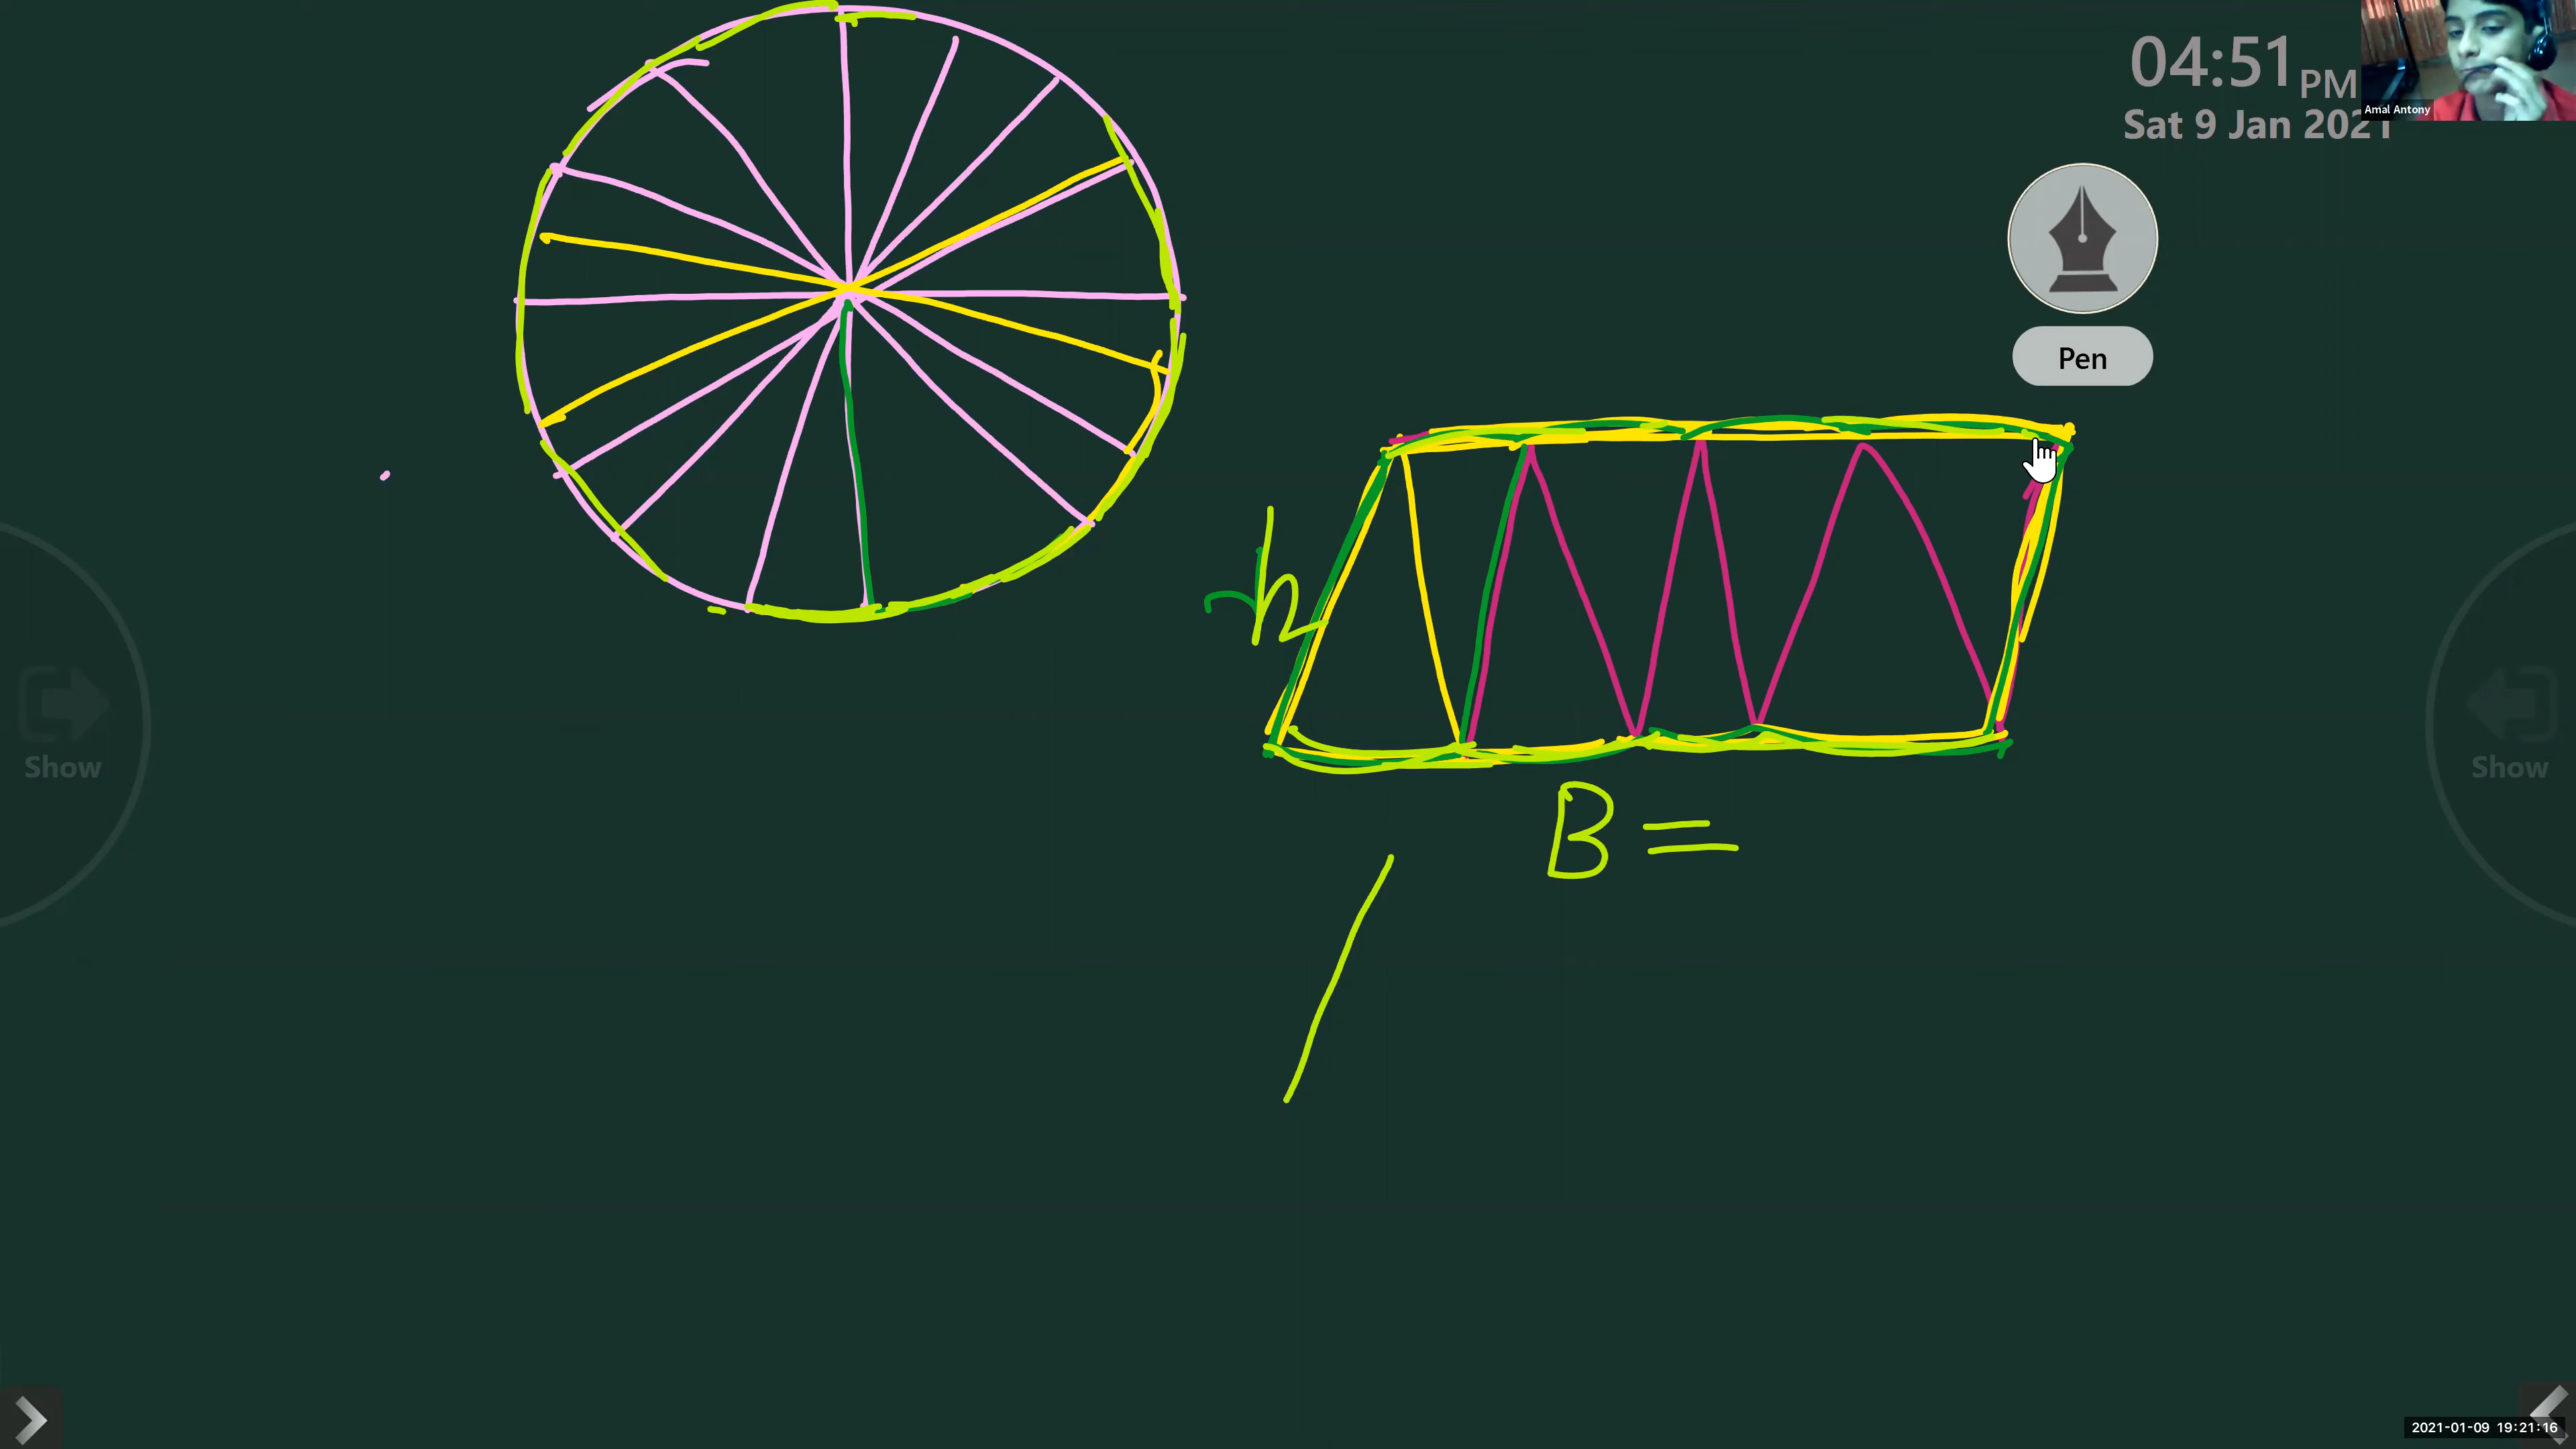 04:51 PM
Sat 9 Jan 2021
Amal Antony
Pen
h
B =
Show
Show
2021-01-09 19:21:16